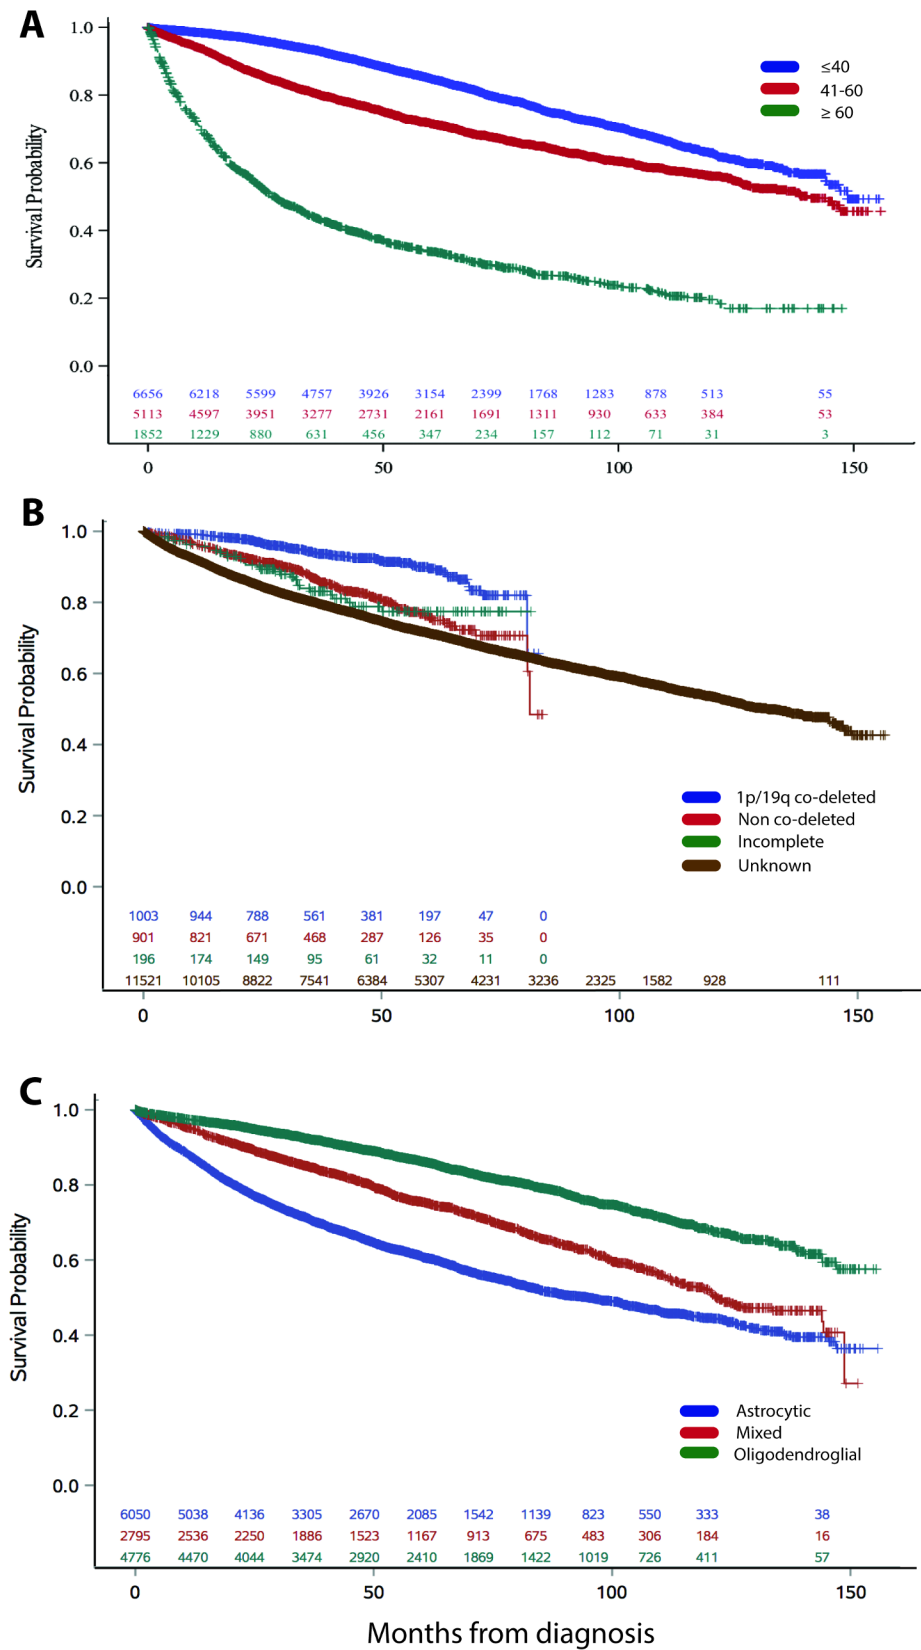 A
1.0
0.8
0.6
0.4
0.2
0.0
Survival Probability
≤40
41-60
≥ 60
6656 6218 5599 4757 3926 3154 2399 1768 1283 878 513 55
5113 4597 3951 3277 2731 2161 1691 1311 930 633 384 53
1852 1229 880 631 456 347 234 157 112 71 31 3
0 50 100 150
B
1.0
0.8
0.6
0.4
0.2
0.0
Survival Probability
1p/19q co-deleted
Non co-deleted
Incomplete
Unknown
1003 944 788 561 381 197 47 0
901 821 671 468 287 126 35 0
196 174 149 95 61 32 11 0
11521 10105 8822 7541 6384 5307 4231 3236 2325 1582 928 111
0 50 100 150
C
1.0
0.8
0.6
0.4
0.2
0.0
Survival Probability
Astrocytic
Mixed
Oligodendroglial
6050 5038 4136 3305 2670 2085 1542 1139 823 550 333 38
2795 2536 2250 1886 1523 1167 913 675 483 306 184 16
4776 4470 4044 3474 2920 2410 1869 1422 1019 726 411 57
0 50 100 150
Months from diagnosis